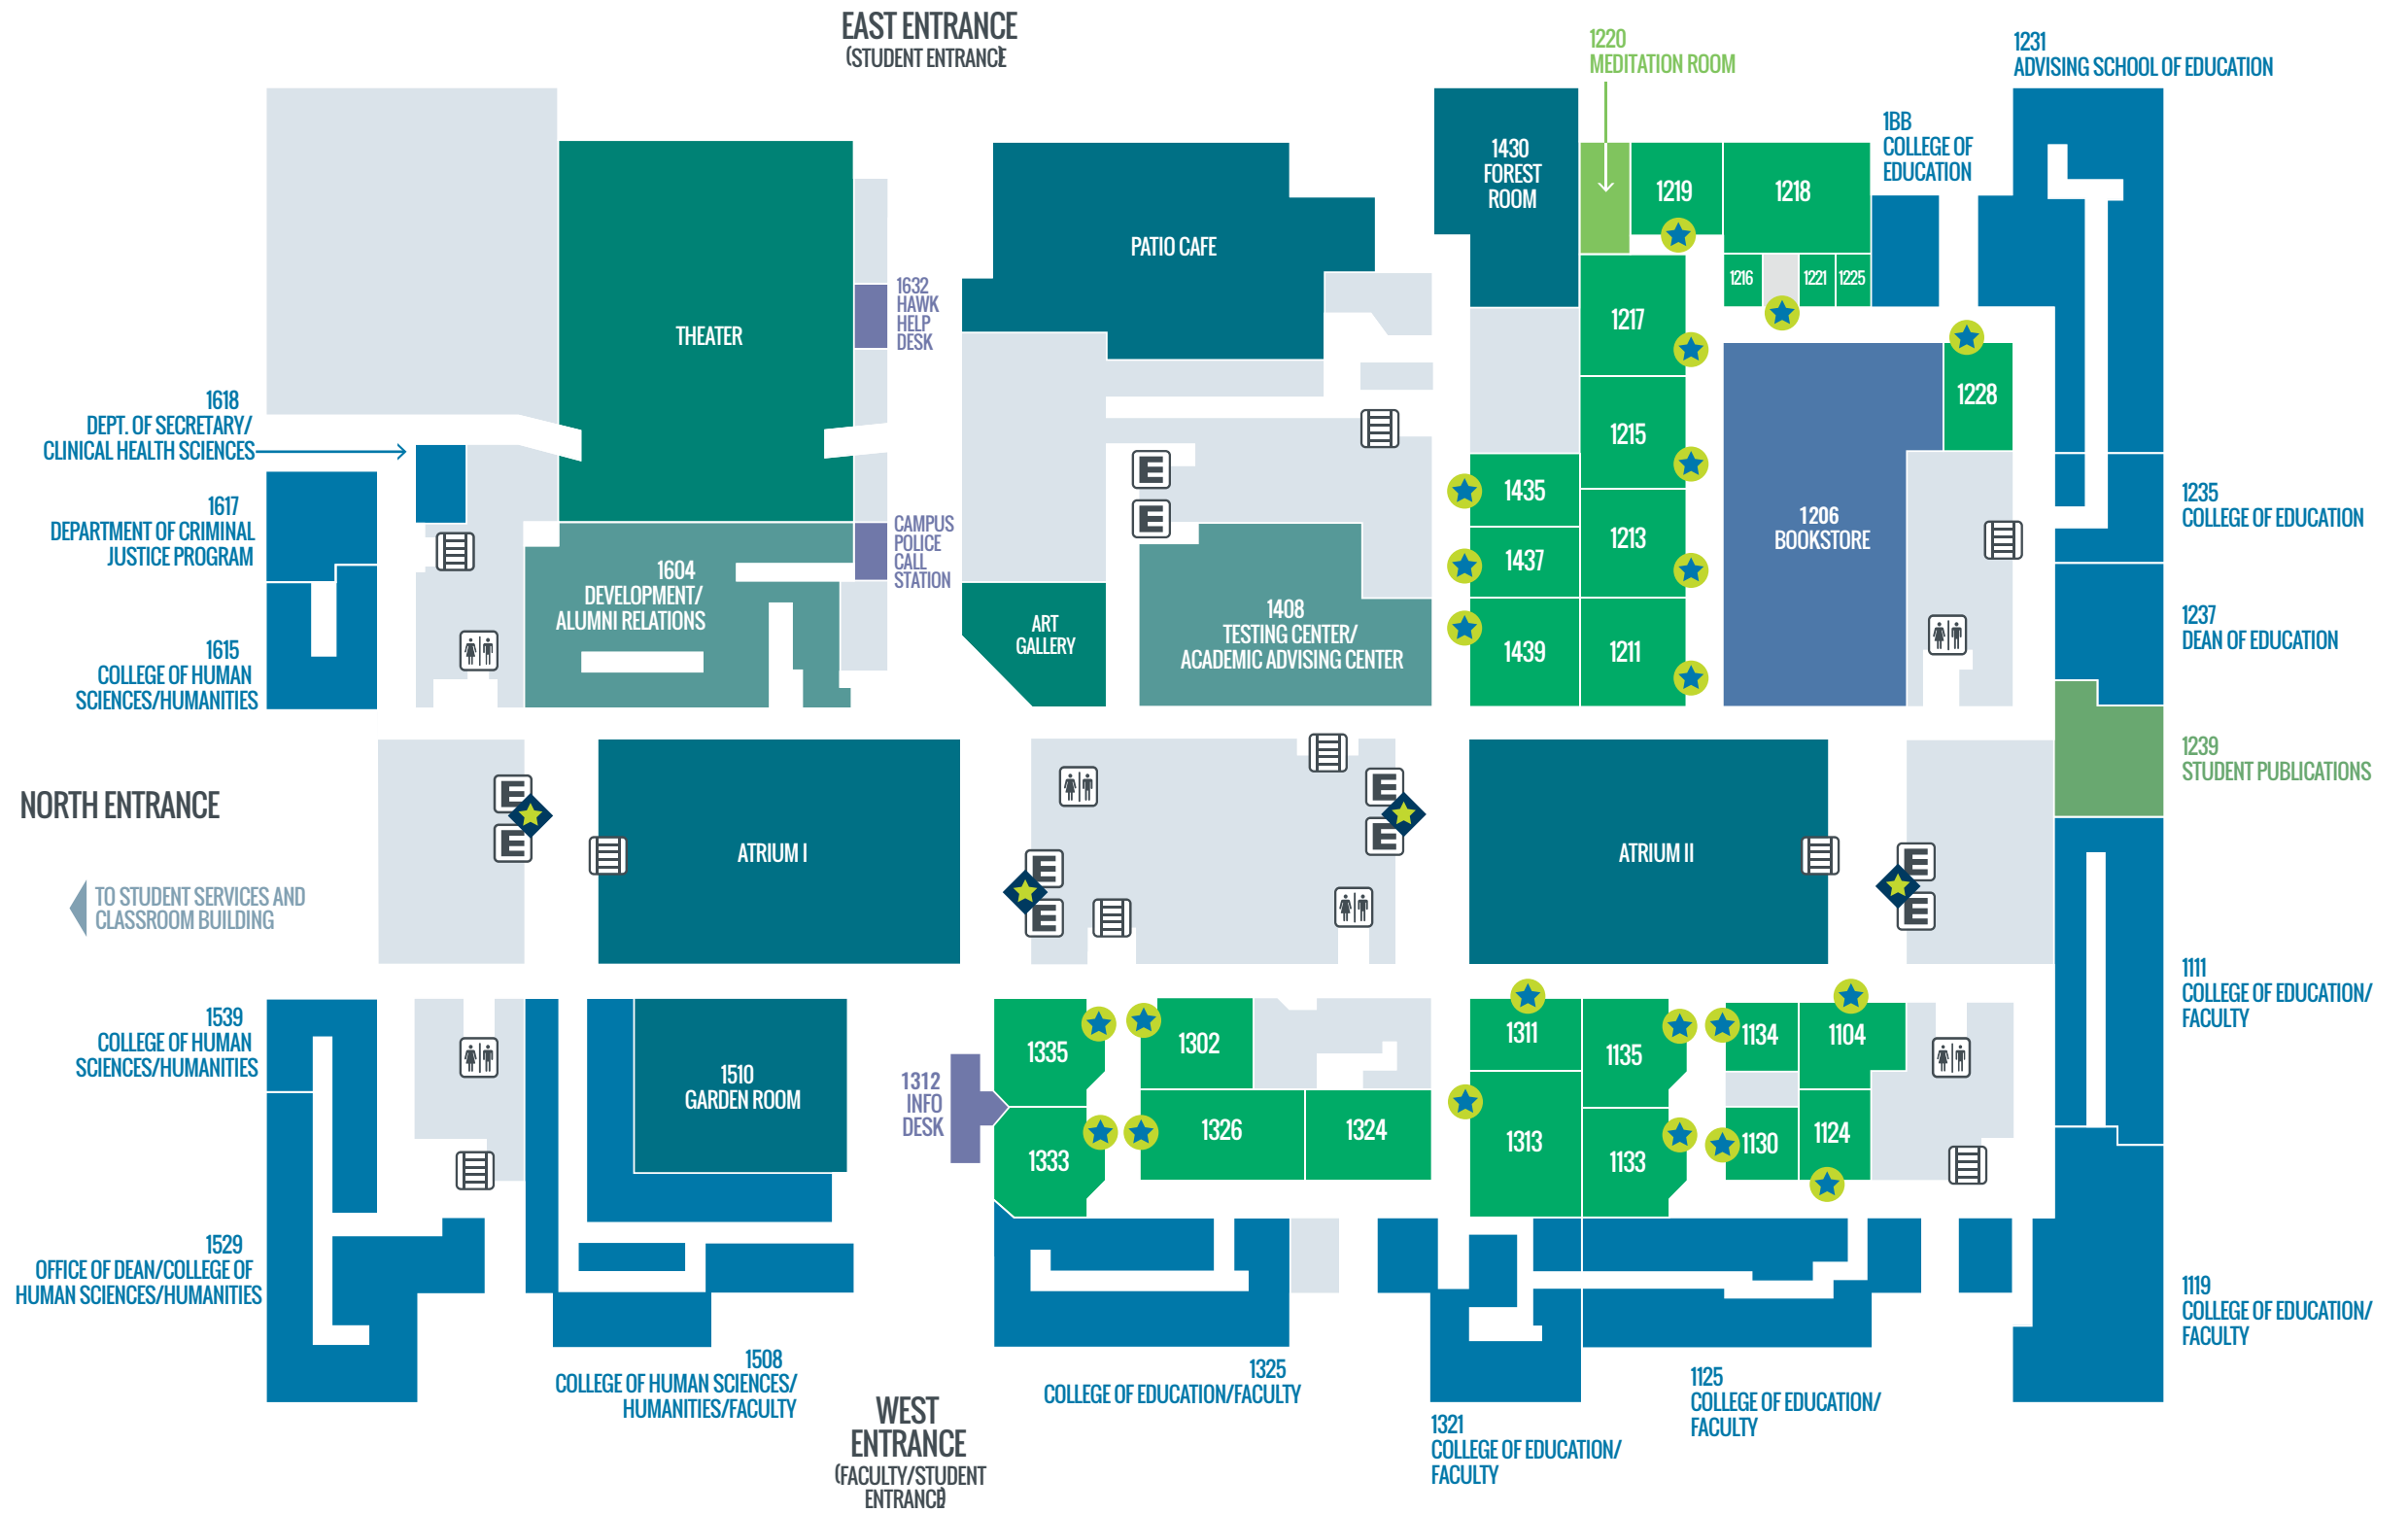 EAST ENTRANCE
(STUDENT ENTRANCE)
1220
MEDITATION ROOM
1231
ADVISING SCHOOL OF EDUCATION
1BB
COLLEGE OF
EDUCATION
1430
FOREST
ROOM
1219
1218
PATIO CAFE
1216
1221
1225
1632
HAWK
HELP
DESK
THEATER
1217
1228
1618
DEPT. OF SECRETARY/
CLINICAL HEALTH SCIENCES
1215
E
E
1435
1617
DEPARTMENT OF CRIMINAL
JUSTICE PROGRAM
CAMPUS
POLICE
CALL
STATION
1213
1206
BOOKSTORE
1235
COLLEGE OF EDUCATION
1437
1604
DEVELOPMENT/
ALUMNI RELATIONS
ART
GALLERY
1408
TESTING CENTER/
ACADEMIC ADVISING CENTER
1439
1211
1237
DEAN OF EDUCATION
1615
COLLEGE OF HUMAN
SCIENCES/HUMANITIES
1239
STUDENT PUBLICATIONS
NORTH ENTRANCE
E
E
ATRIUM I
E
E
E
E
ATRIUM II
E
E
TO STUDENT SERVICES AND
CLASSROOM BUILDING
1111
COLLEGE OF EDUCATION/
FACULTY
1539
COLLEGE OF HUMAN
SCIENCES/HUMANITIES
1510
GARDEN ROOM
1312
INFO
DESK
1335
1302
1311
1135
1134
1104
1333
1326
1324
1313
1133
1130
1124
1529
OFFICE OF DEAN/COLLEGE OF
HUMAN SCIENCES/HUMANITIES
1119
COLLEGE OF EDUCATION/
FACULTY
1508
COLLEGE OF HUMAN SCIENCES/
HUMANITIES/FACULTY
1325
COLLEGE OF EDUCATION/FACULTY
1125
COLLEGE OF EDUCATION/
FACULTY
WEST
ENTRANCE
(FACULTY/STUDENT
ENTRANCE)
1321
COLLEGE OF EDUCATION/
FACULTY